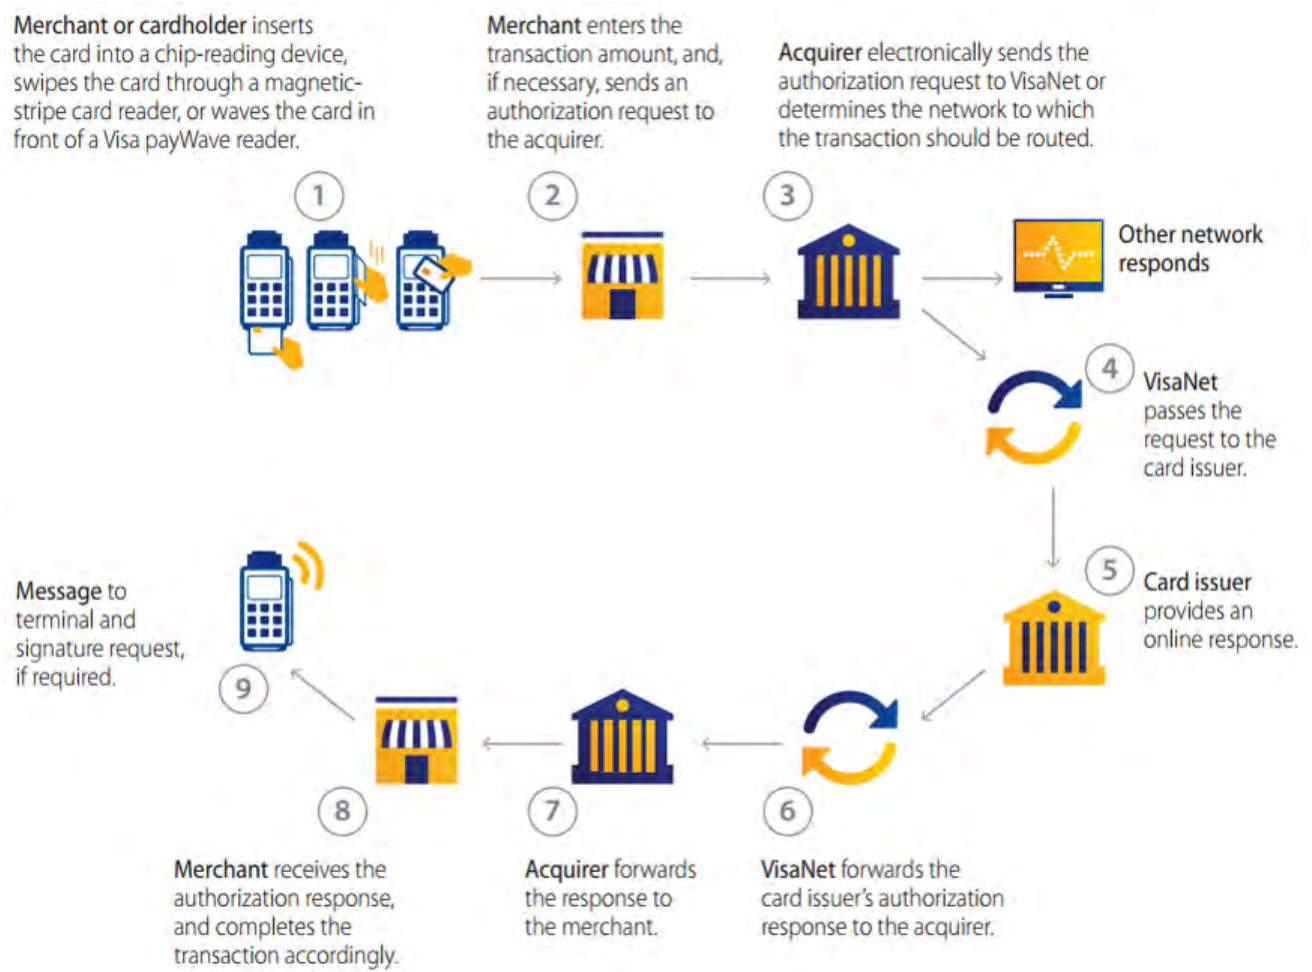 Merchant or cardholder inserts
the card into a chip-reading device,
swipes the card through a magnetic-
stripe card reader, or waves the card in
front of a Visa payWave reader.
1
Merchant enters the
transaction amount, and,
if necessary, sends an
authorization request to
the acquirer.
2
Acquirer electronically sends the
authorization request to VisaNet or
determines the network to which
the transaction should be routed.
3
Other network
responds
4
VisaNet
passes the
request to the
card issuer.
5
Card issuer
provides an
online response.
6
VisaNet forwards the
card issuer's authorization
response to the acquirer.
7
Acquirer forwards
the response to
the merchant.
8
Merchant receives the
authorization response,
and completes the
transaction accordingly.
Message to
terminal and
signature request,
if required.
9